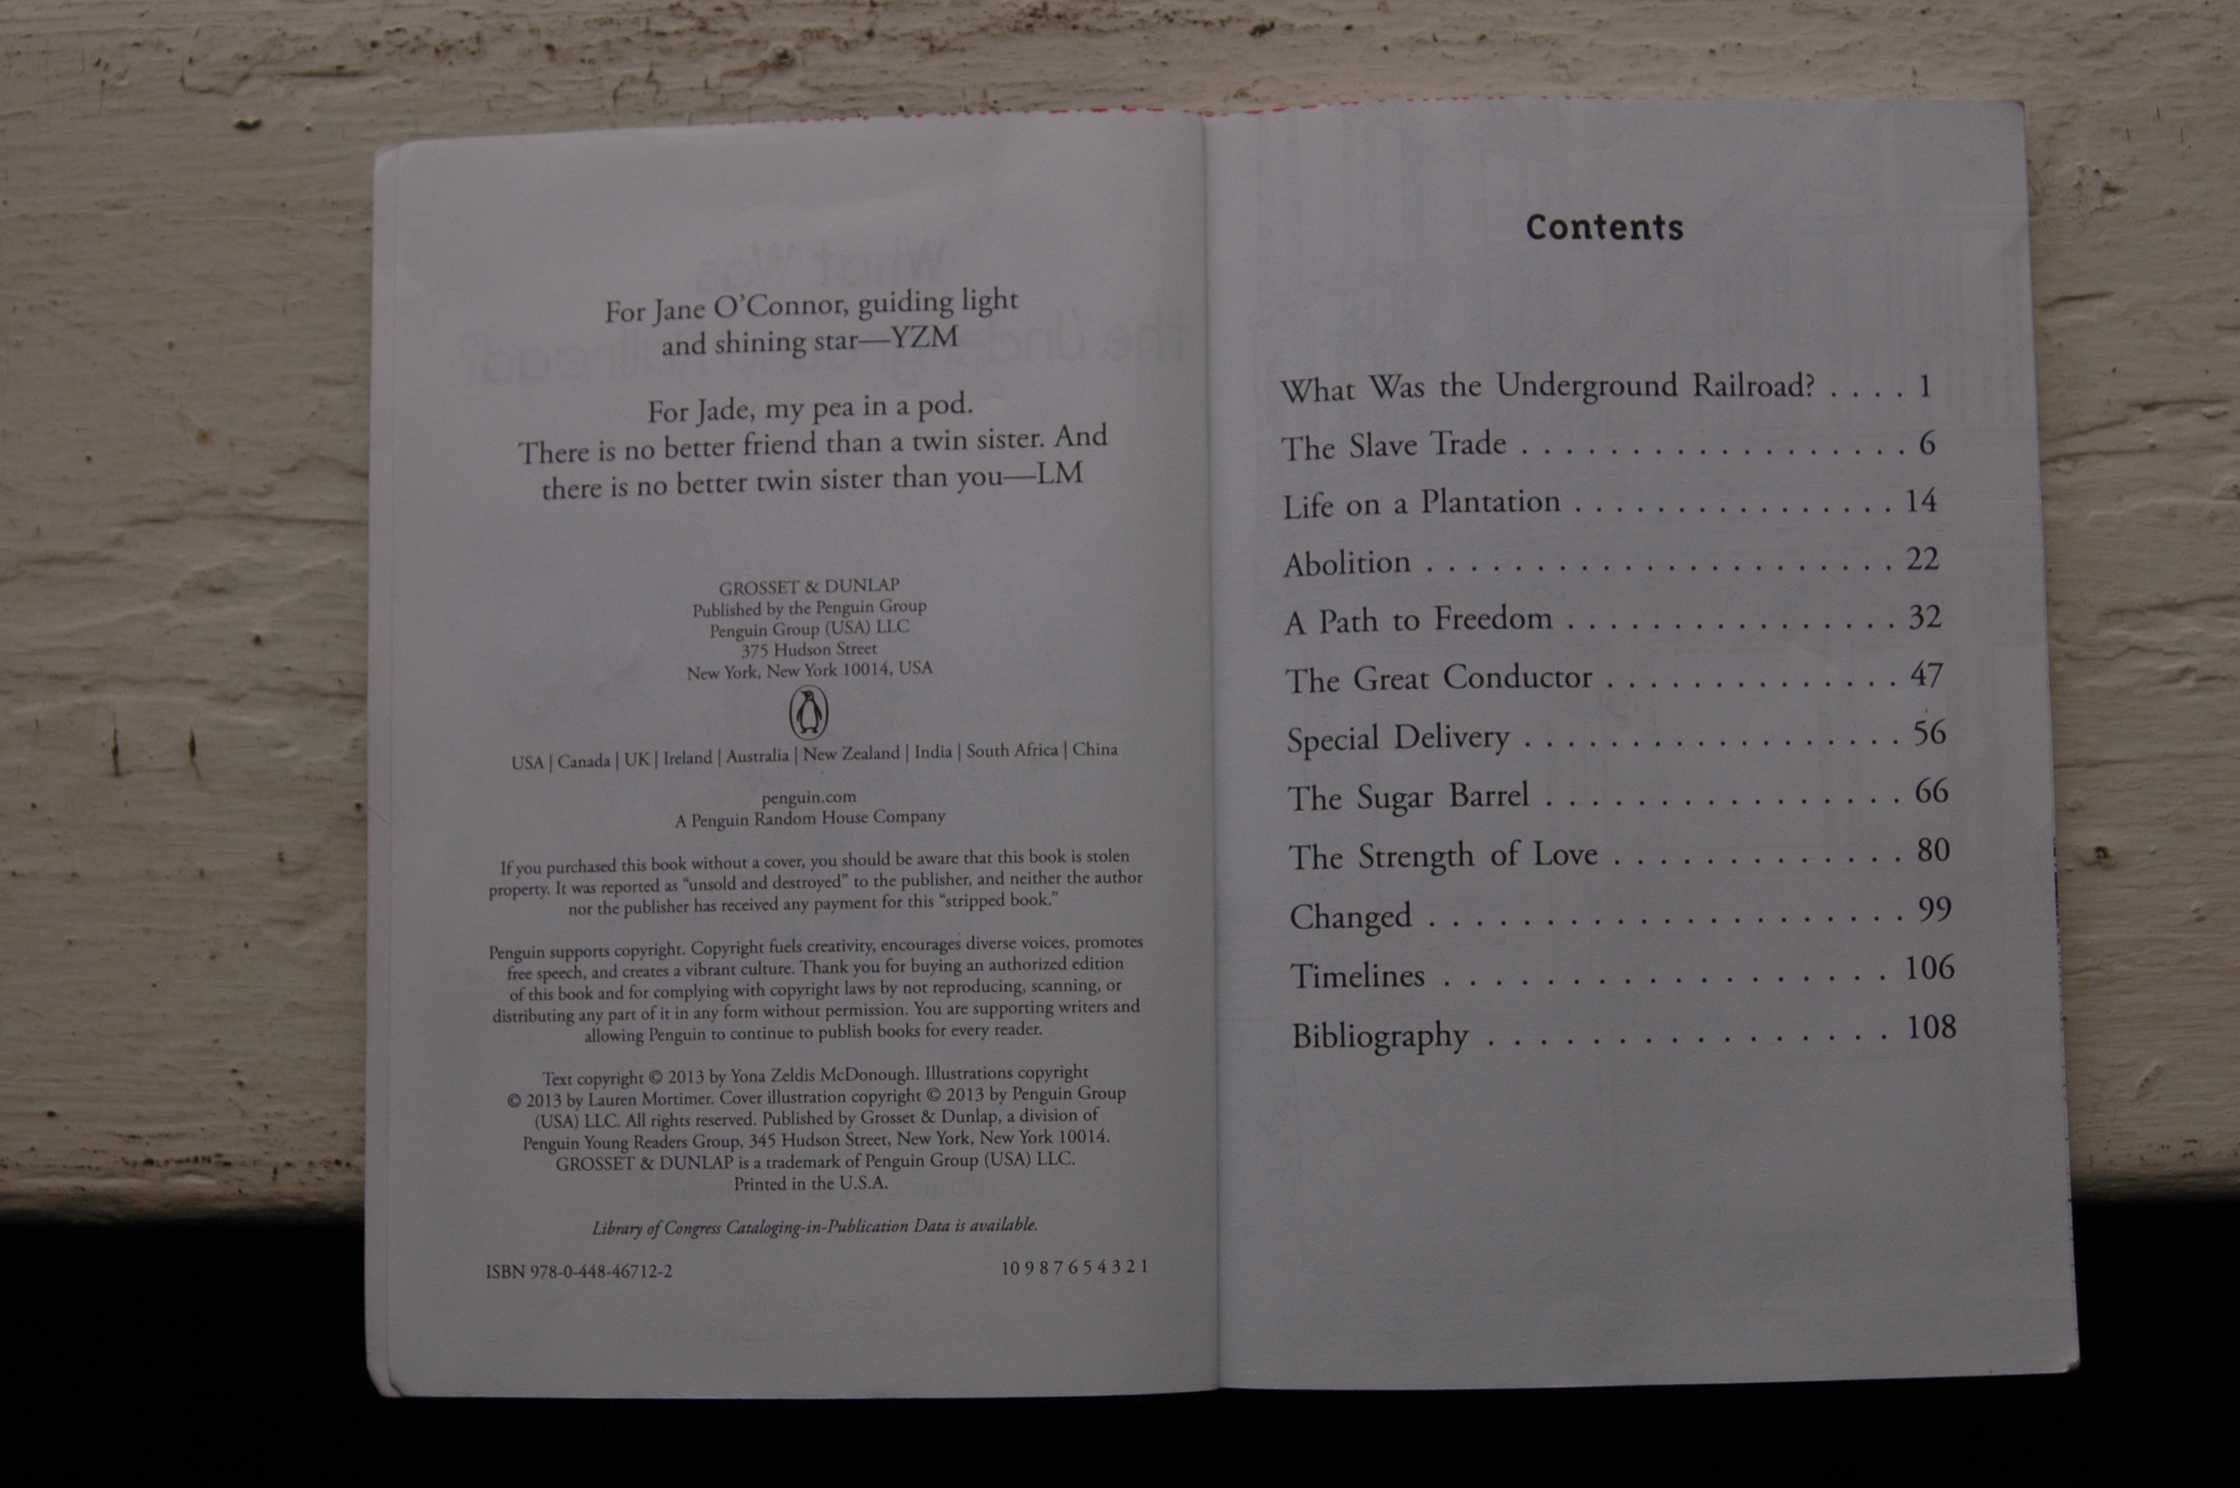 For Jane O'Connor, guiding light
and shining star—YZM
For Jade, my pea in a pod.
There is no better friend than a twin sister. And
there is no better twin sister than you—LM
GROSSET & DUNLAP
Published by the Penguin Group
Penguin Group (USA) LLC
375 Hudson Street
New York, New York 10014, USA
USA | Canada | UK | Ireland | Australia | New Zealand | India | South Africa | China
penguin.com
A Penguin Random House Company
If you purchased this book without a cover, you should be aware that this book is stolen
property. It was reported as “unsold and destroyed” to the publisher, and neither the author
nor the publisher has received any payment for this “stripped book.”
Penguin supports copyright. Copyright fuels creativity, encourages diverse voices, promotes
free speech, and creates a vibrant culture. Thank you for buying an authorized edition
of this book and for complying with copyright laws by not reproducing, scanning, or
distributing any part of it in any form without permission. You are supporting writers and
allowing Penguin to continue to publish books for every reader.
Text copyright © 2013 by Yona Zeldis McDonough. Illustrations copyright
© 2013 by Lauren Mortimer. Cover illustration copyright © 2013 by Penguin Group
(USA) LLC. All rights reserved. Published by Grosset & Dunlap, a division of
Penguin Young Readers Group, 345 Hudson Street, New York, New York 10014.
GROSSET & DUNLAP is a trademark of Penguin Group (USA) LLC.
Printed in the U.S.A.
Library of Congress Cataloging-in-Publication Data is available.
ISBN 978-0-448-46712-2 10 9 8 7 6 5 4 3 2 1
Contents
What Was the Underground Railroad? . . . . 1
The Slave Trade . . . . . . . . . . . . . . . . . . 6
Life on a Plantation . . . . . . . . . . . . . . . . 14
Abolition . . . . . . . . . . . . . . . . . . . . . . 22
A Path to Freedom . . . . . . . . . . . . . . . . 32
The Great Conductor . . . . . . . . . . . . . . 47
Special Delivery . . . . . . . . . . . . . . . . . . 56
The Sugar Barrel . . . . . . . . . . . . . . . . 66
The Strength of Love . . . . . . . . . . . . . 80
Changed . . . . . . . . . . . . . . . . . . . . . 99
Timelines . . . . . . . . . . . . . . . . . . 106
Bibliography . . . . . . . . . . . . . . . . 108